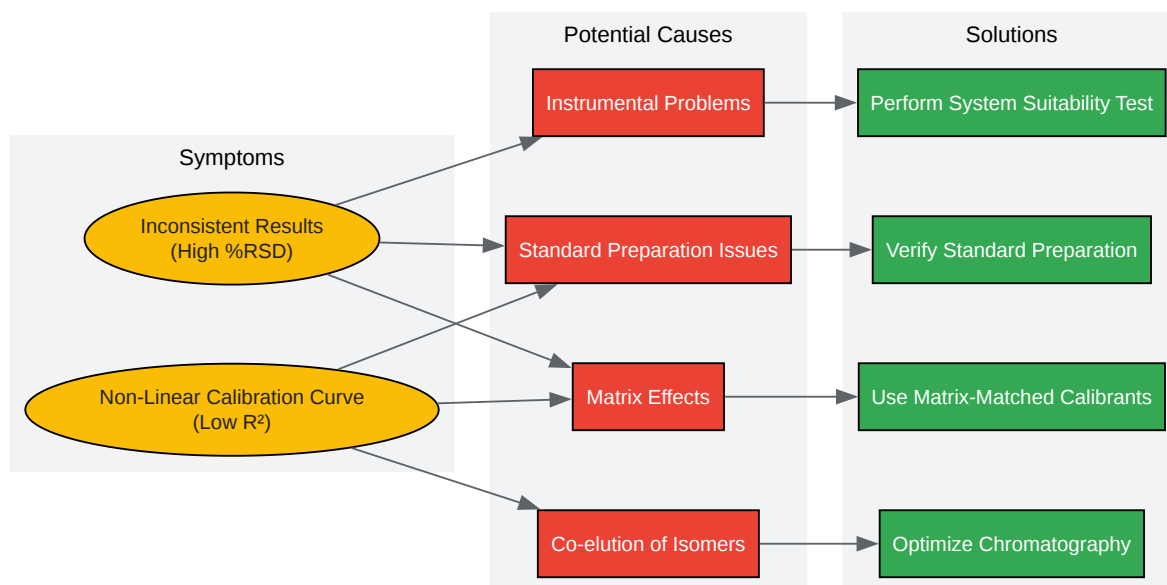 Potential Causes
Solutions
Symptoms
Instrumental Problems
Perform System Suitability Test
Inconsistent Results
(High %RSD)
Standard Preparation Issues
Verify Standard Preparation
Non-Linear Calibration Curve
(Low R²)
Matrix Effects
Use Matrix-Matched Calibrants
Co-elution of Isomers
Optimize Chromatography